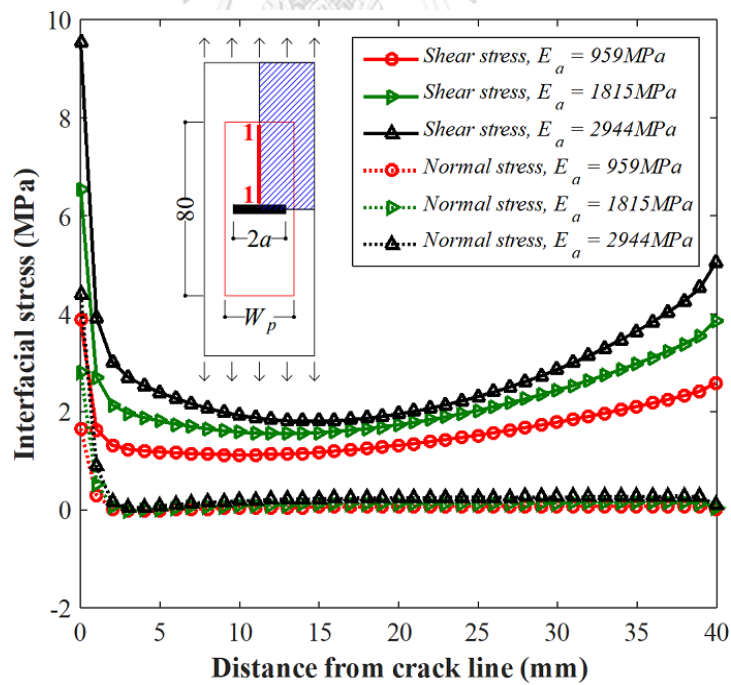 10
8
6
4
2
0
-2
Interfacial stress (MPa)
0 5 10 15 20 25 30 35 40
Distance from crack line (mm)
Shear stress, E a = 959MPa
Shear stress, E a = 1815MPa
Shear stress, E a = 2944MPa
Normal stress, E a = 959MPa
Normal stress, E a = 1815MPa
Normal stress, E a = 2944MPa
1
1
80
2a
W p